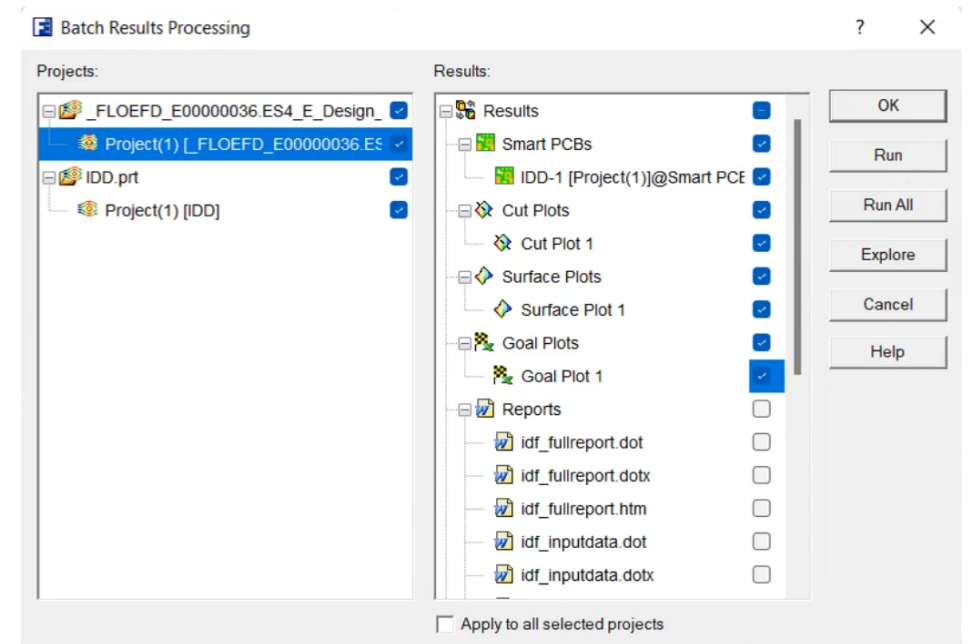 Batch Results Processing
?
Projects:
_FLOEFD_E00000036.ES4_E_Design_
Project(1) [_FLOEFD_E00000036.ES
IDD.prt
Project(1) [IDD]
Results:
Results
Smart PCBs
IDD-1 [Project(1)]@Smart PCE
Cut Plots
Cut Plot 1
Surface Plots
Surface Plot 1
Goal Plots
Goal Plot 1
Reports
idf_fullreport.dot
idf_fullreport.dotx
idf_fullreport.htm
idf_inputdata.dot
idf_inputdata.dotx
Apply to all selected projects
OK
Run
Run All
Explore
Cancel
Help